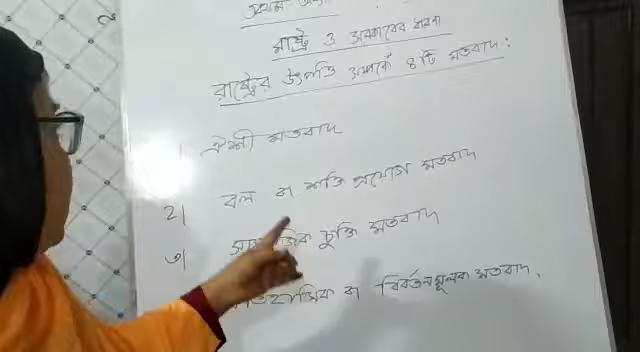 প্রথম
রাষ্ট্র ও সরকারের ধারণা
রাষ্ট্রের উৎপত্তি সম্পর্কে ৪টি মতবাদ:
১| ঐশী মতবাদ
২| বল বা শক্তি প্রয়োগ মতবাদ
৩| চুক্তি মতবাদ
বা বিবর্তনমূলক মতবাদ.